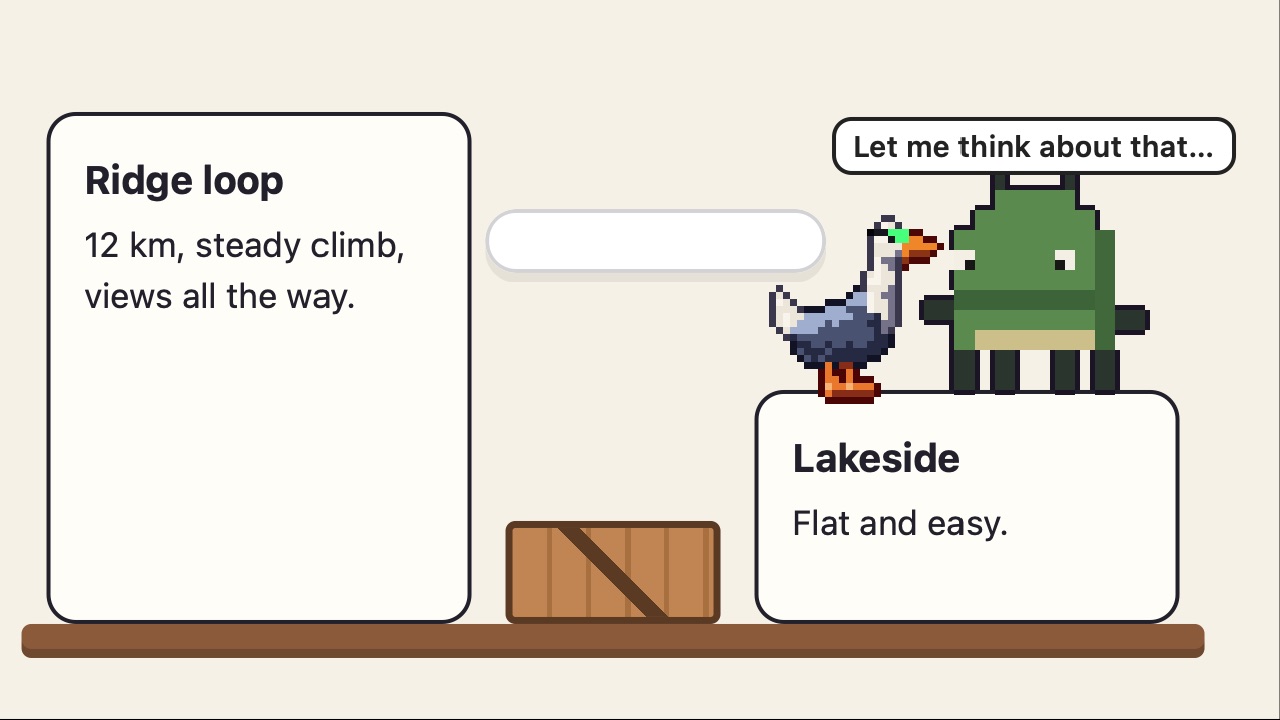 Ridge loop
12 km, steady climb,
views all the way.
Let me think about that...
Lakeside
Flat and easy.